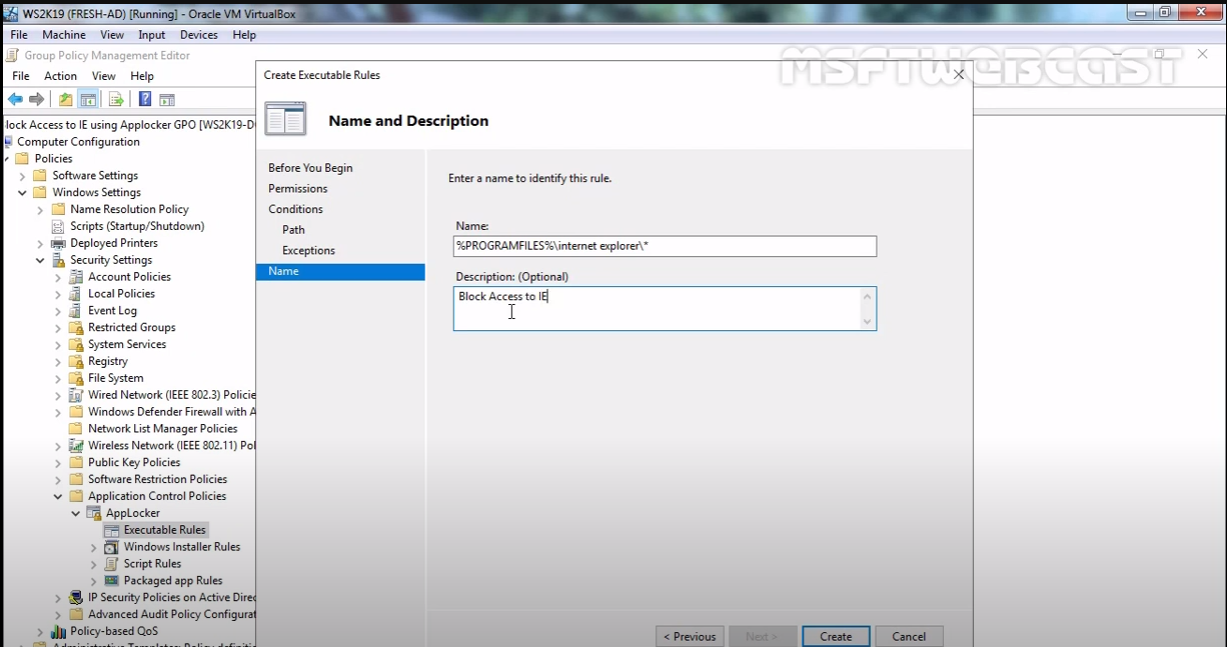 WS2K19 (FRESH-AD) [Running] - Oracle VM VirtualBox
File Machine View Input Devices Help
Group Policy Management Editor
MSFTWEBCAST
File Action View Help
Create Executable Rules
Name and Description
lock Access to IE using Applocker GPO [WS2K19-D
Computer Configuration
Policies
Software Settings
Windows Settings
Name Resolution Policy
Scripts (Startup/Shutdown)
Deployed Printers
Security Settings
Account Policies
Local Policies
Event Log
Restricted Groups
System Services
Registry
File System
Wired Network (IEEE 802.3) Policie
Windows Defender Firewall with A
Network List Manager Policies
Wireless Network (IEEE 802.11) Pol
Public Key Policies
Software Restriction Policies
Application Control Policies
AppLocker
Executable Rules
Windows Installer Rules
Script Rules
Packaged app Rules
IP Security Policies on Active Direc
Advanced Audit Policy Configurat
Policy-based QoS
Administrative Templates: Policy definiti
Before You Begin
Permissions
Conditions
Path
Exceptions
Name
Enter a name to identify this rule.
Name:
%PROGRAMFILES%\internet explorer\*
Description: (Optional)
Block Access to IE
< Previous Next > Create Cancel